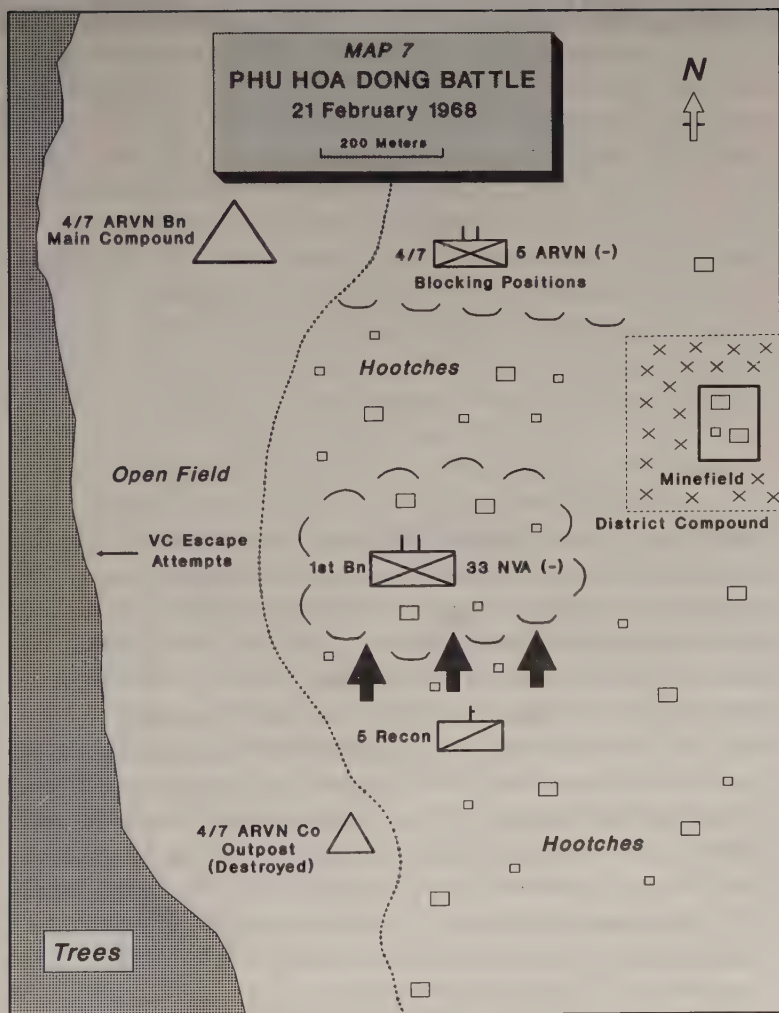 MAP 7
PHU HOA DONG BATTLE
21 February 1968
200 Meters
N
4/7 ARVN Bn
Main Compound
4/7
5 ARVN (-)
Blocking Positions
Hootches
Open Field
Minefield
District Compound
VC Escape
Attempts
1st Bn
33 NVA (-)
5 Recon
4/7 ARVN Co
Outpost
(Destroyed)
Hootches
Trees